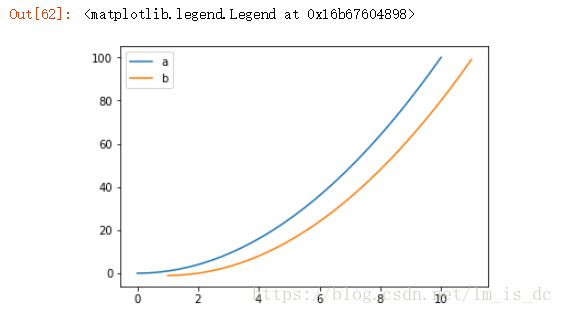 Out[62]: <matplotlib.legend.Legend at 0x16b67604898>
a
b
100
80
60
40
20
0
0 2 4 6 8 10
https://blog.csdn.net/lm_is_dc